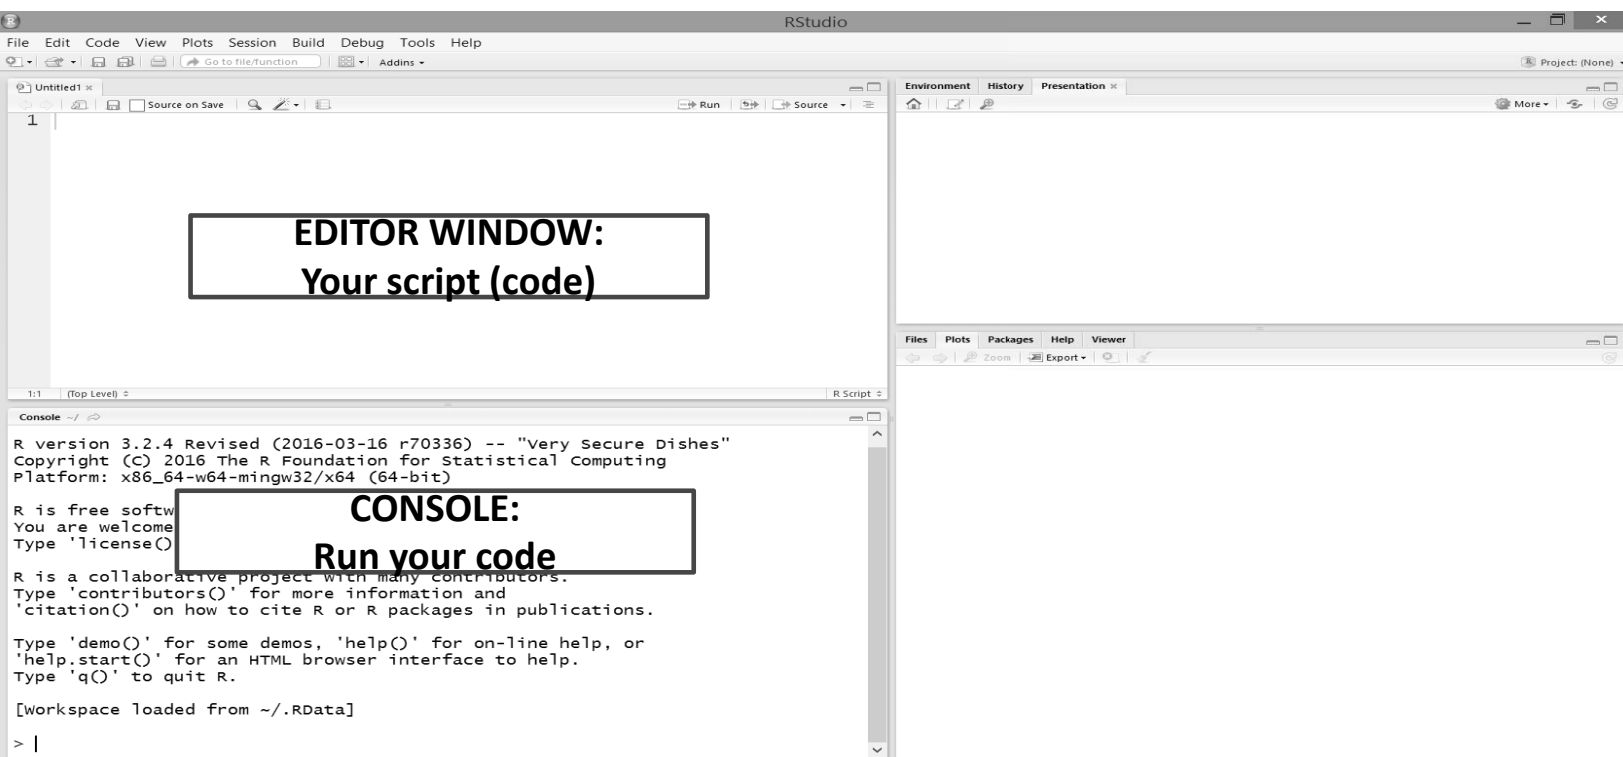 RStudio
File Edit Code View Plots Session Build Debug Tools Help
Go to file/function Addins Project: (None)
Untitled1
Source on Save Run Source
1
EDITOR WINDOW:
Your script (code)
1:1 (Top Level) R Script
Console ~/
R version 3.2.4 Revised (2016-03-16 r70336) -- "Very Secure Dishes"
Copyright (C) 2016 The R Foundation for Statistical Computing
Platform: x86_64-w64-mingw32/x64 (64-bit)
R is free softw
You are welcome
Type 'license()
CONSOLE:
Run your code
R is a collaborative project with many contributors.
Type 'contributors()' for more information and
'citation()' on how to cite R or R packages in publications.
Type 'demo()' for some demos, 'help()' for on-line help, or
'help.start()' for an HTML browser interface to help.
Type 'q()' to quit R.
[Workspace loaded from ~/.RData]
>
Environment History Presentation
More
Files Plots Packages Help Viewer
Zoom Export